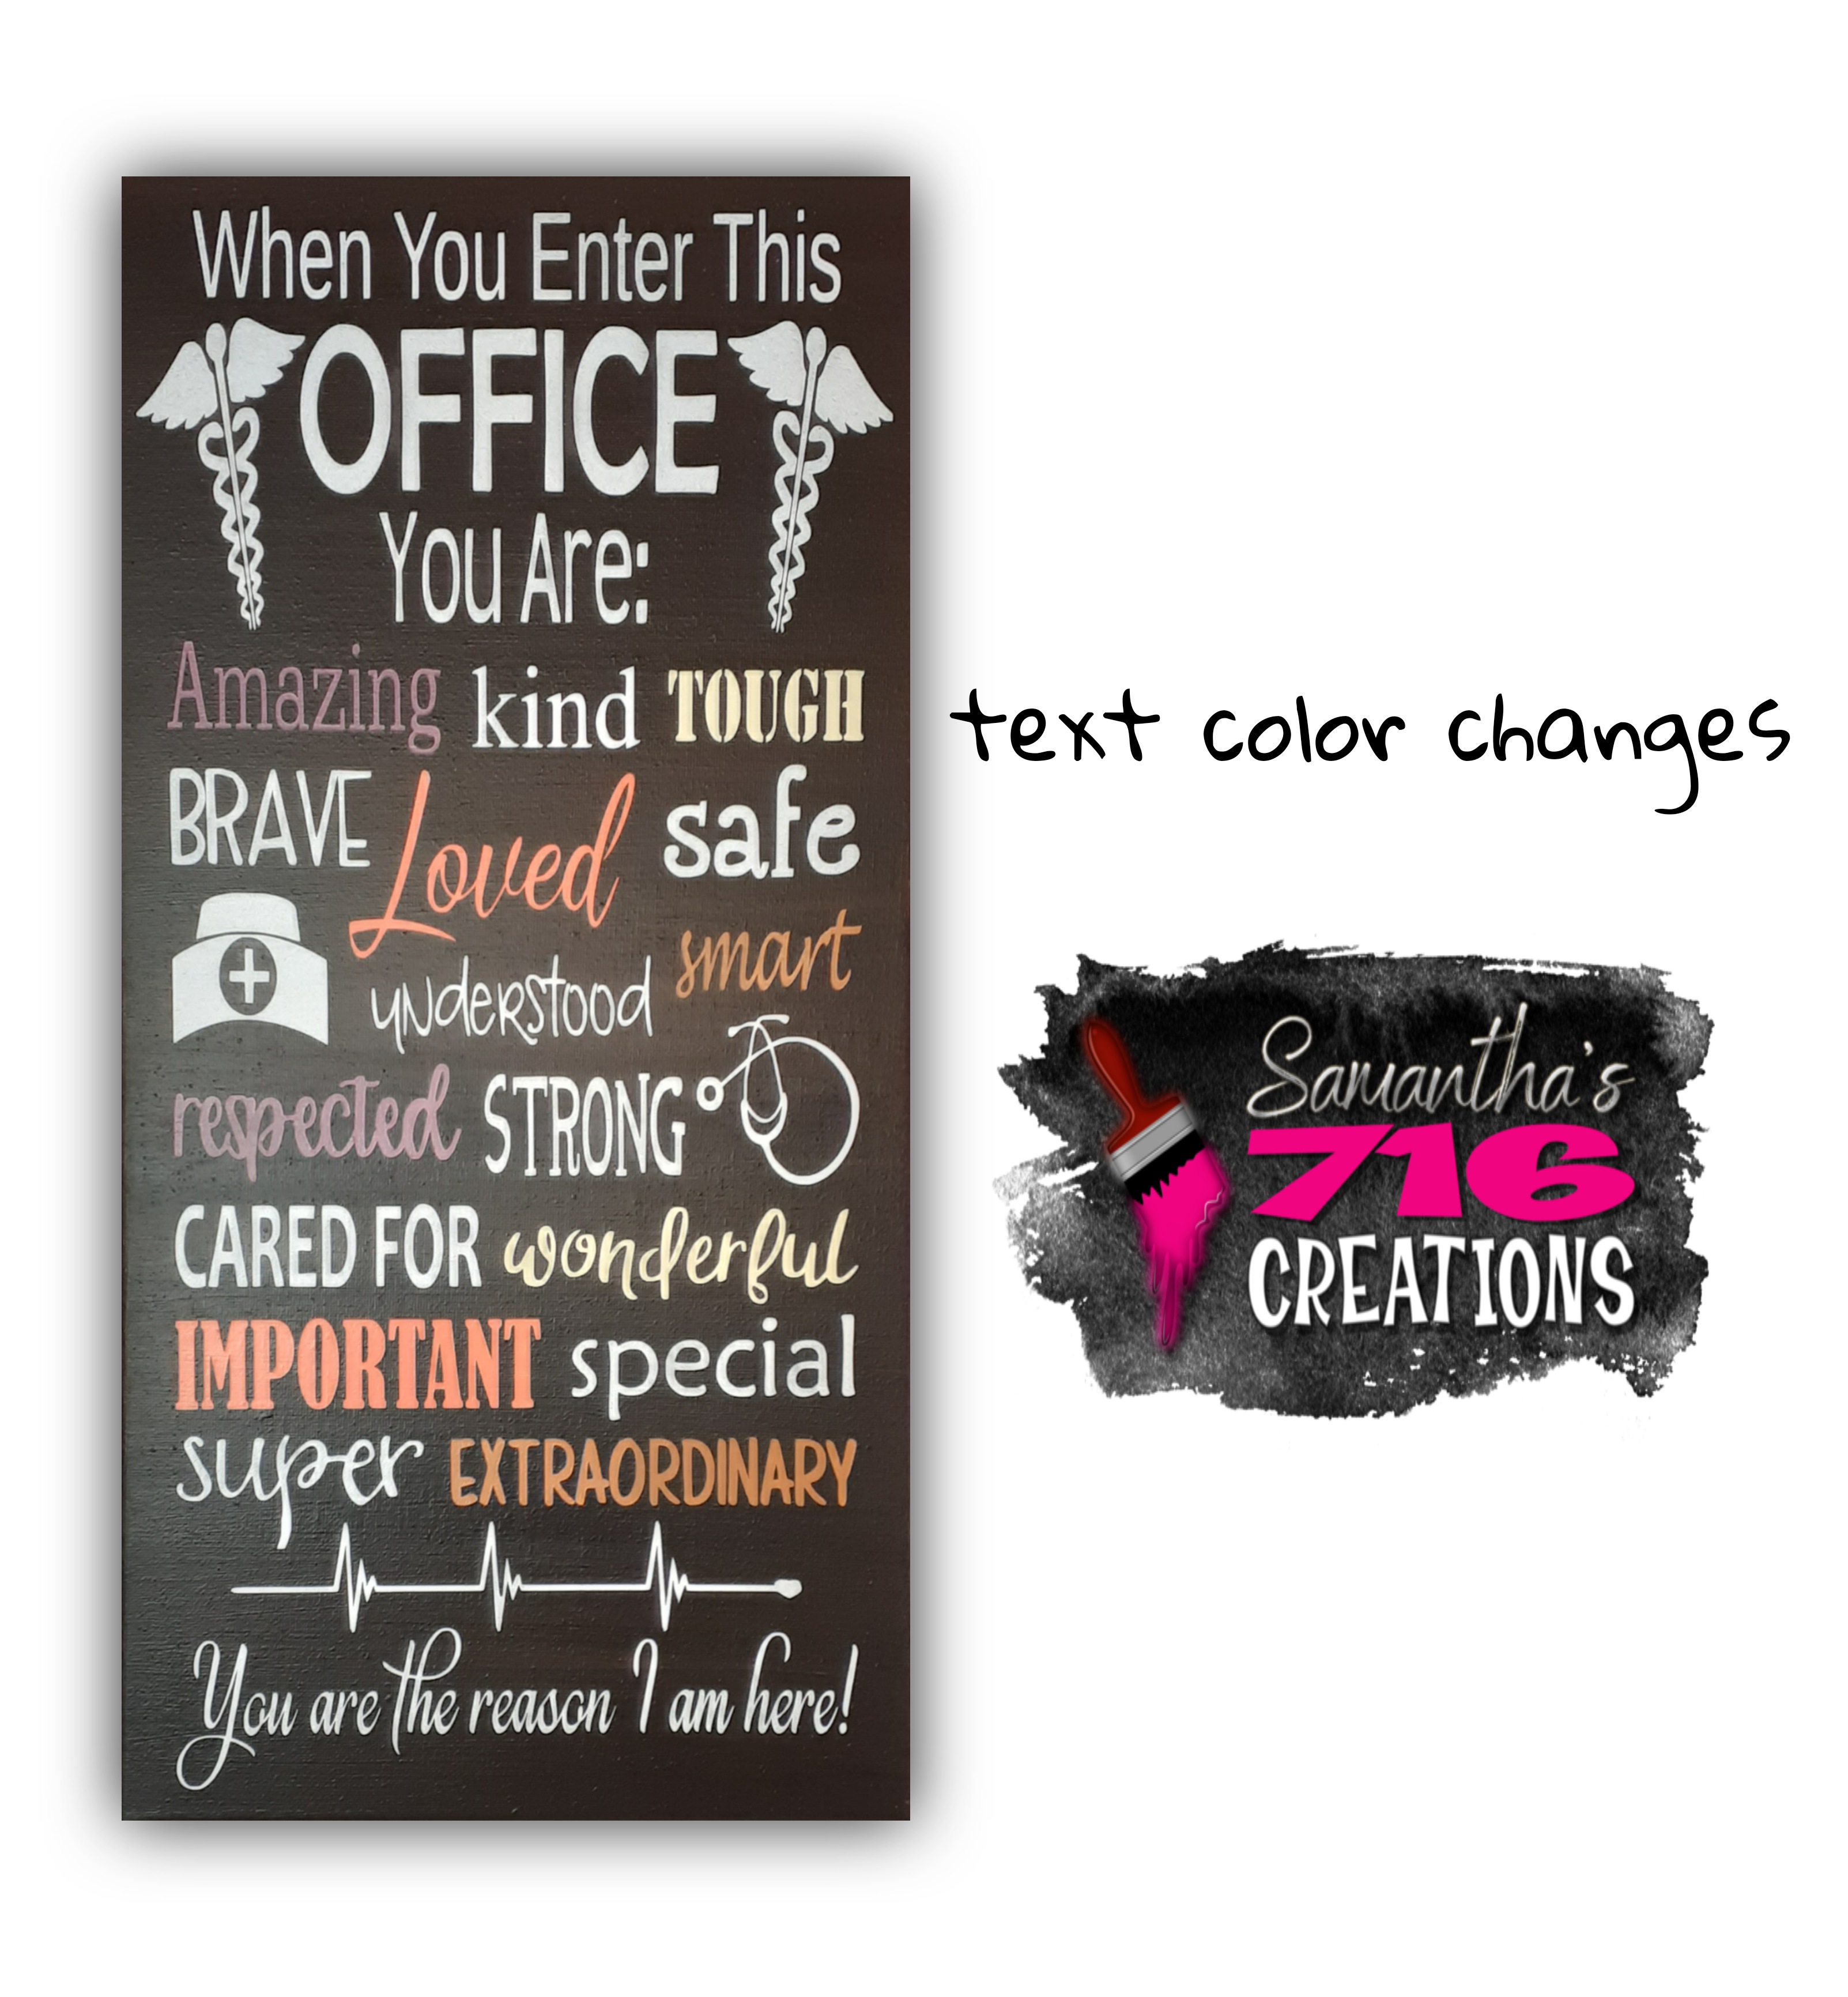 When You Enter This
OFFICE
You Are:
Amazing kind TOUGH
BRAVE Loved safe
understood smart
respected STRONG
CARED FOR wonderful
IMPORTANT special
super EXTRAORDINARY
You are the reason I am here!
text color changes
Samantha's
716
CREATIONS